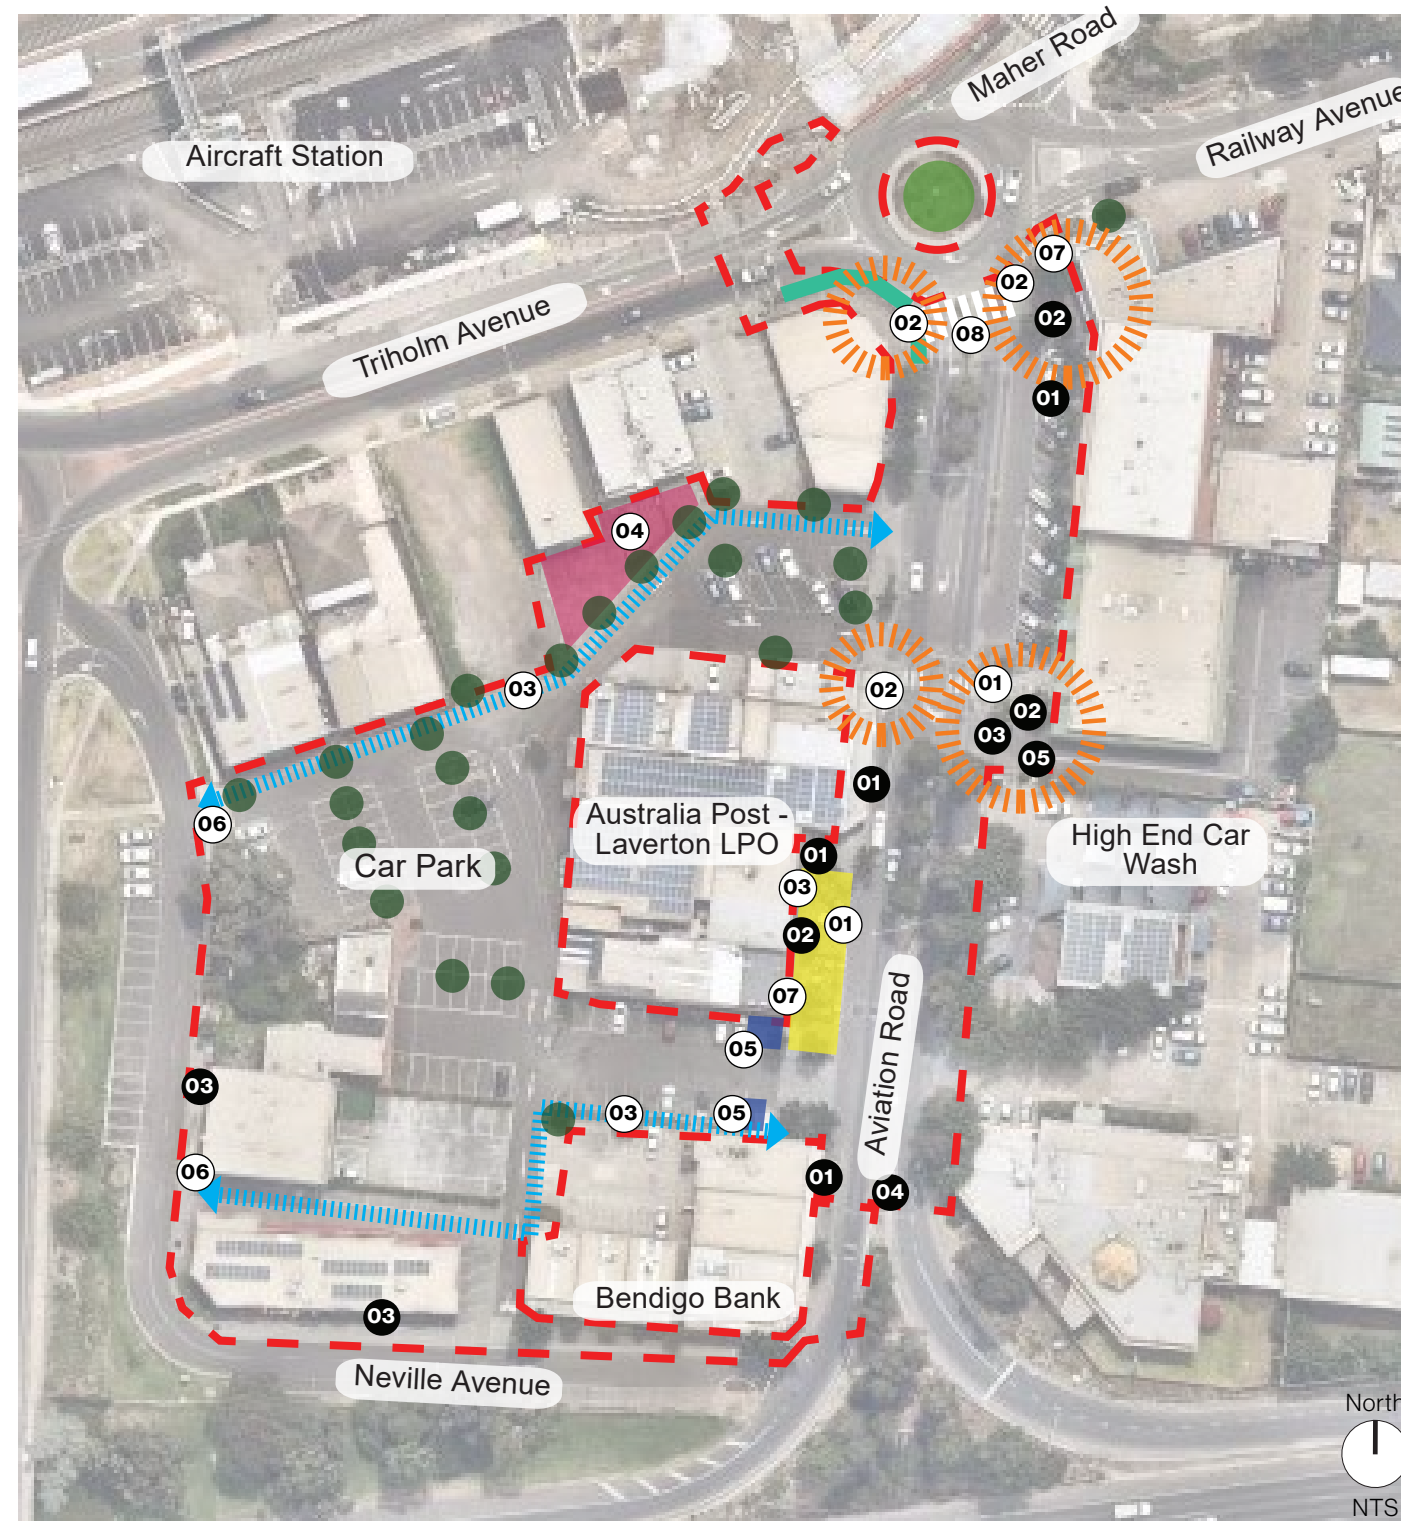 Maher Road
Railway Avenue
Aircraft Station
07
02
02
02
08
Triholm Avenue
01
04
03
02
01
02
03
05
01
06
Australia Post -
Laverton LPO
High End Car
Wash
Car Park
01
03
01
02
07
Aviation Road
05
03
03
05
06
01
04
Bendigo Bank
03
Neville Avenue
North
NTS